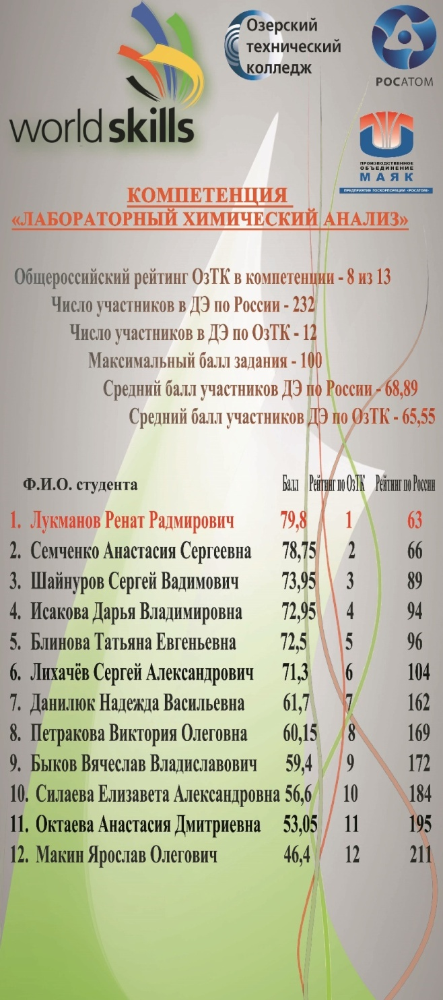 Озерский
технический
колледж
РОСАТОМ
world skills
ПРОИЗВОДСТВЕННОЕ
ОБЪЕДИНЕНИЕ
МАЯК
ПРЕДПРИЯТИЕ ГОСКОРПОРАЦИИ «РОСАТОМ»
КОМПЕТЕНЦИЯ
«ЛАБОРАТОРНЫЙ ХИМИЧЕСКИЙ АНАЛИЗ»
Общероссийский рейтинг ОзТК в компетенции - 8 из 13
Число участников в ДЭ по России - 232
Число участников в ДЭ по ОзТК - 12
Максимальный балл задания - 100
Средний балл участников ДЭ по России - 68,89
Средний балл участников ДЭ по ОзТК - 65,55
Ф.И.О. студента Балл Рейтинг по ОзТК Рейтинг по России
1. Лукманов Ренат Радмирович 79,8 1 63
2. Семченко Анастасия Сергеевна 78,75 2 66
3. Шайнуров Сергей Вадимович 73,95 3 89
4. Исакова Дарья Владимировна 72,95 4 94
5. Блинова Татьяна Евгеньевна 72,5 5 96
6. Лихачёв Сергей Александрович 71,3 6 104
7. Данилюк Надежда Васильевна 61,7 7 162
8. Петракова Виктория Олеговна 60,15 8 169
9. Быков Вячеслав Владиславович 59,4 9 172
10. Силаева Елизавета Александровна 56,6 10 184
11. Октаева Анастасия Дмитриевна 53,05 11 195
12. Макин Ярослав Олегович 46,4 12 211